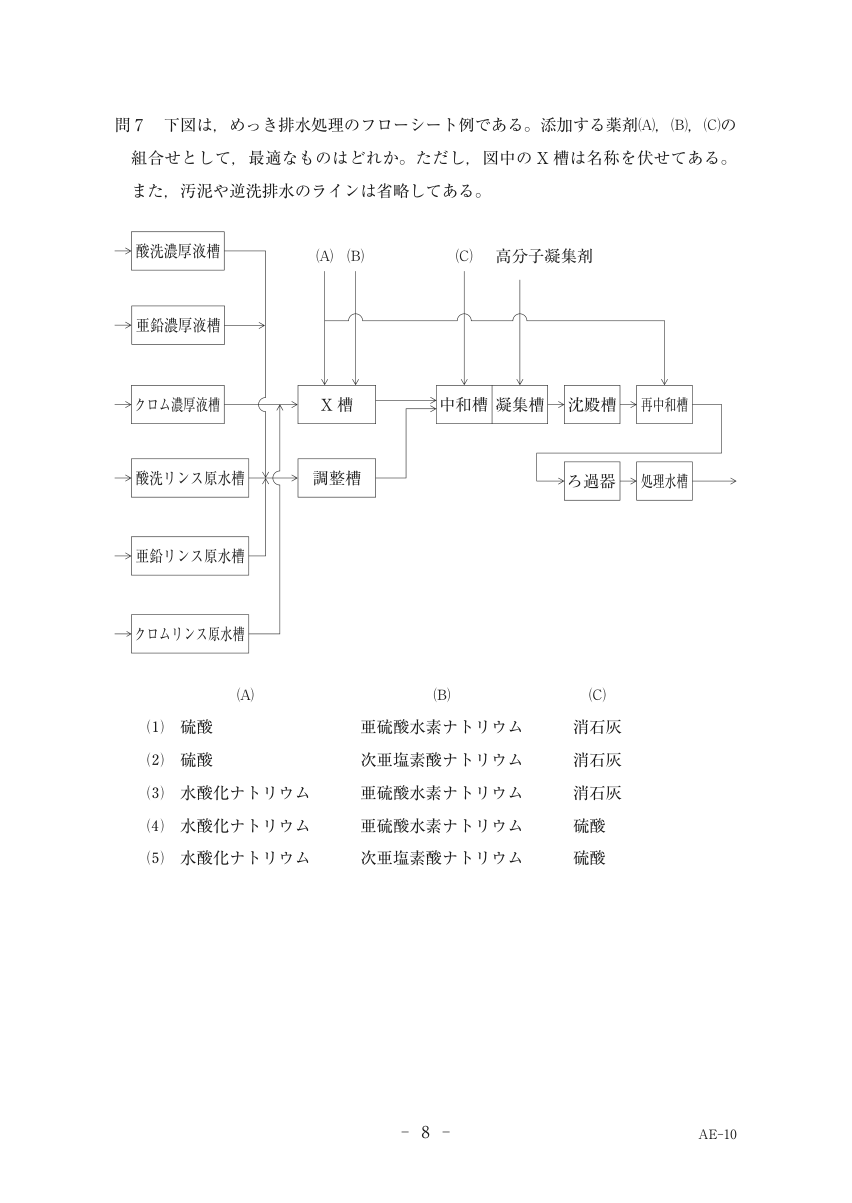 問7　下図は，めっき排水処理のフローシート例である。添加する薬剤(A)，(B)，(C)の
組合せとして，最適なものはどれか。ただし，図中の X 槽は名称を伏せてある。
また，汚泥や逆洗排水のラインは省略してある。
酸洗濃厚液槽
(A) (B) (C) 高分子凝集剤
亜鉛濃厚液槽
クロム濃厚液槽 X 槽 中和槽 凝集槽 沈殿槽 再中和槽
酸洗リンス原水槽 調整槽 ろ過器 処理水槽
亜鉛リンス原水槽
クロムリンス原水槽
(A) (B) (C)
(1) 硫酸 亜硫酸水素ナトリウム 消石灰
(2) 硫酸 次亜塩素酸ナトリウム 消石灰
(3) 水酸化ナトリウム 亜硫酸水素ナトリウム 消石灰
(4) 水酸化ナトリウム 亜硫酸水素ナトリウム 硫酸
(5) 水酸化ナトリウム 次亜塩素酸ナトリウム 硫酸
- 8 -
AE-10